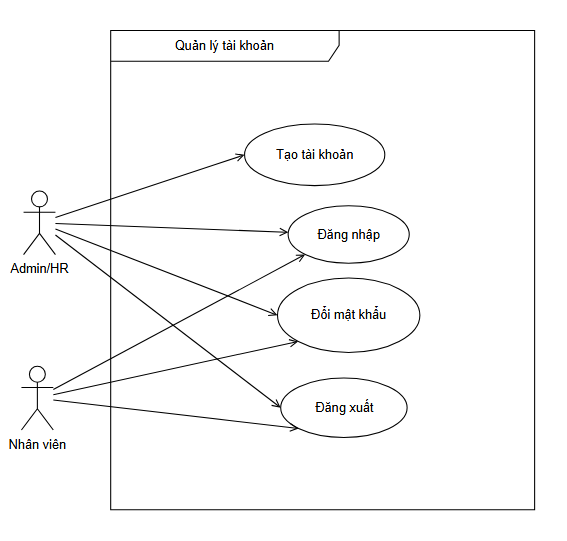 Quản lý tài khoản
Tạo tài khoản
Đăng nhập
Admin/HR
Đổi mật khẩu
Đăng xuất
Nhân viên